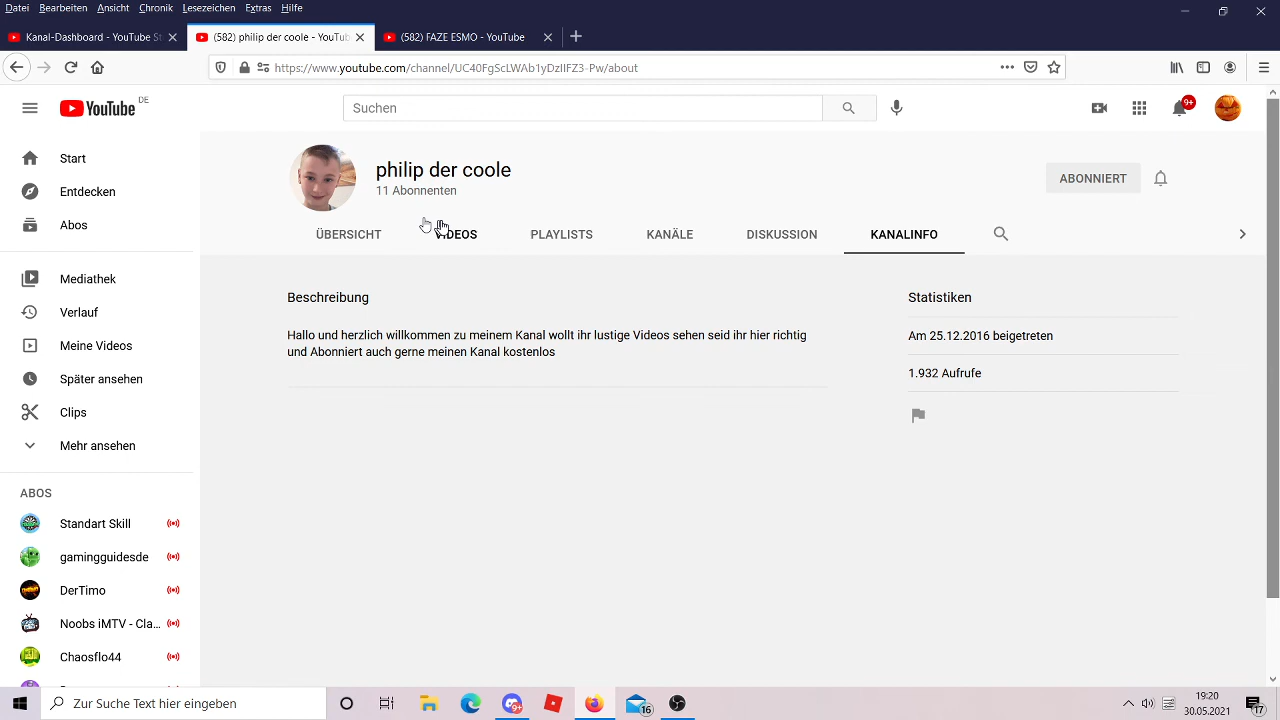 Datei Bearbeiten Ansicht Chronik Lesezeichen Extras Hilfe
Kanal-Dashboard - YouTube St
(582) philip der coole - YouTub
(582) FAZE ESMO - YouTube
https://www.youtube.com/channel/UC40FgScLWAb1yDzIIFZ3-Pw/about
YouTube DE
Suchen
9+
Start
Entdecken
Abos
Mediathek
Verlauf
Meine Videos
Später ansehen
Clips
Mehr ansehen
ABOS
Standart Skill
gamingguidesde
DerTimo
Noobs iMTV - Cla...
Chaosflo44
philip der coole
11 Abonnenten
ABONNIERT
ÜBERSICHT VIDEOS PLAYLISTS KANÄLE DISKUSSION KANALINFO
Beschreibung
Hallo und herzlich willkommen zu meinem Kanal wollt ihr lustige Videos sehen seid ihr hier richtig
und Abonniert auch gerne meinen Kanal kostenlos
Statistiken
Am 25.12.2016 beigetreten
1.932 Aufrufe
Zur Suche Text hier eingeben
9+
16
19:20
30.05.2021
17